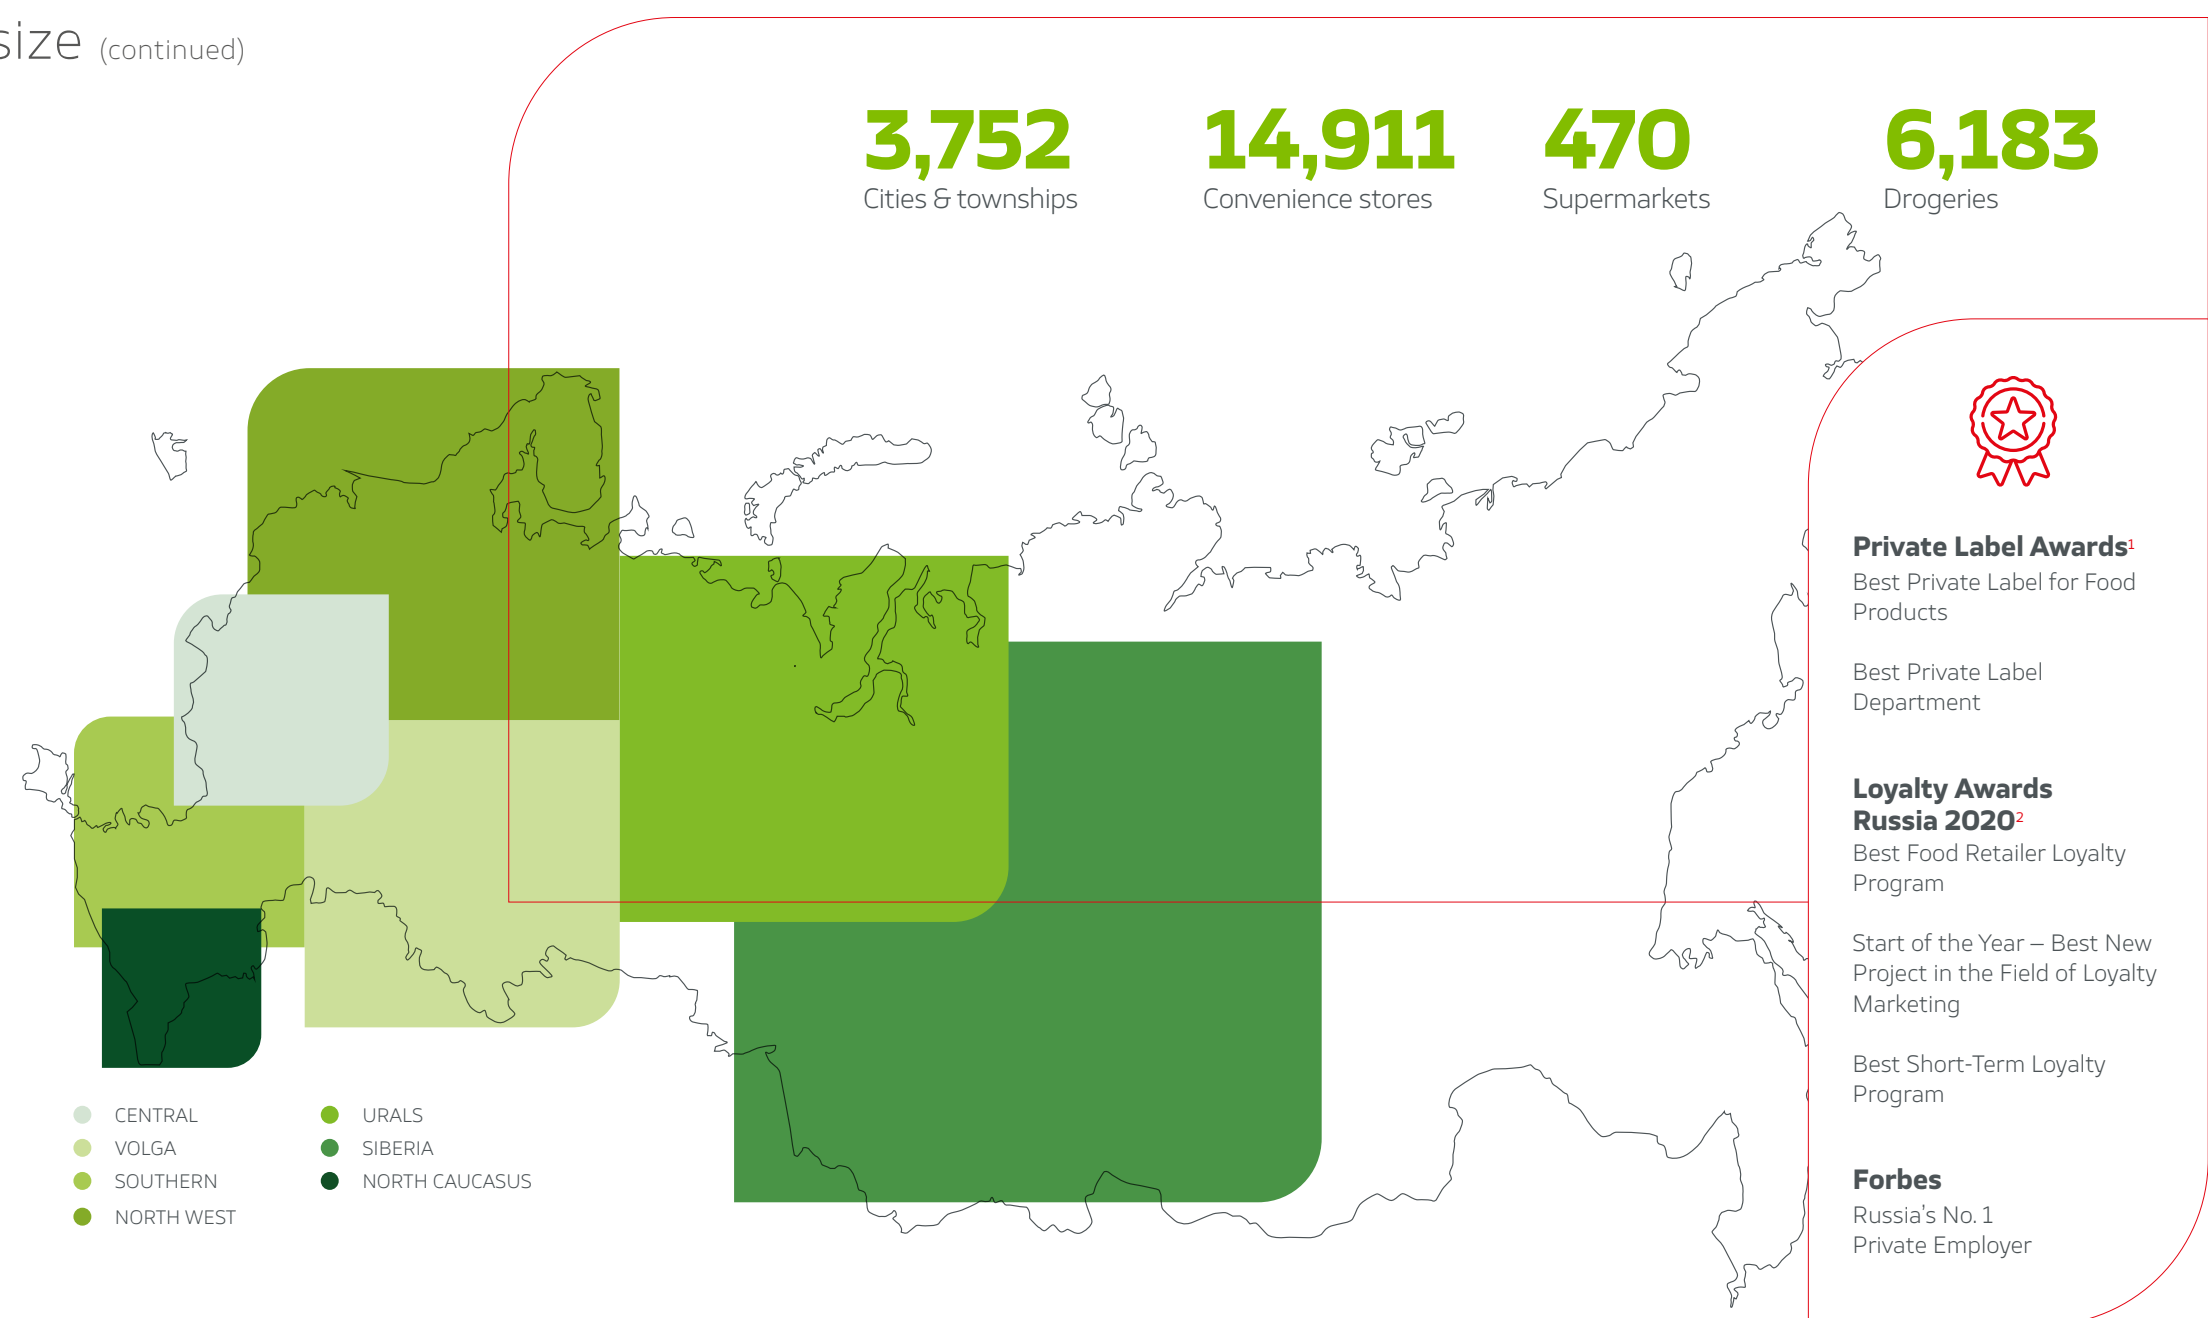 size (continued)
3,752
Cities & townships
14,911
Convenience stores
470
Supermarkets
6,183
Drogeries
CENTRAL
VOLGA
SOUTHERN
NORTH WEST
URALS
SIBERIA
NORTH CAUCASUS
Private Label Awards1
Best Private Label for Food
Products
Best Private Label
Department
Loyalty Awards
Russia 20202
Best Food Retailer Loyalty
Program
Start of the Year – Best New
Project in the Field of Loyalty
Marketing
Best Short-Term Loyalty
Program
Forbes
Russia's No. 1
Private Employer